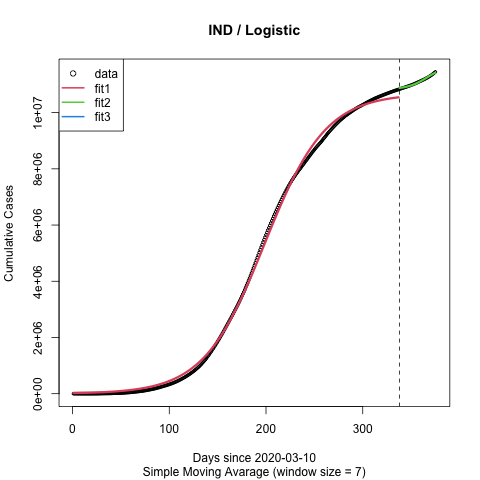 IND / Logistic
data
fit1
fit2
fit3
Cumulative Cases
1e+07
8e+06
6e+06
4e+06
2e+06
0e+00
0 100 200 300
Days since 2020-03-10
Simple Moving Avarage (window size = 7)